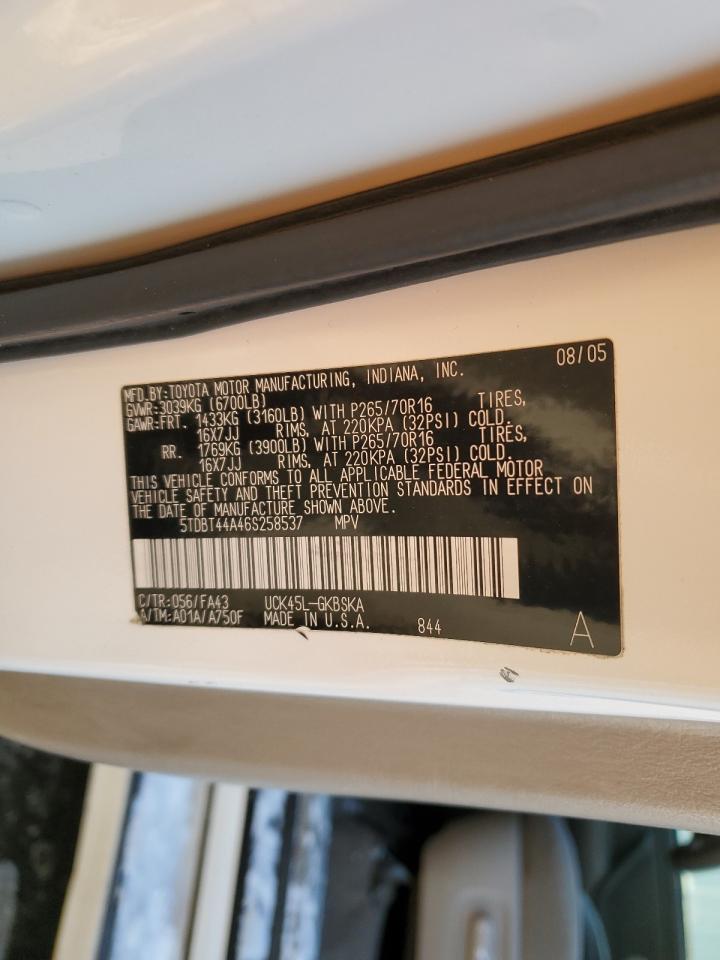 08/05
MFD.BY:TOYOTA MOTOR MANUFACTURING, INDIANA, INC.
GVWR:3039KG (6700LB)
GAWR:FRT. 1433KG (3160LB) WITH P265/70R16 TIRES,
16X7JJ RIMS, AT 220KPA (32PSI) COLD.
RR. 1769KG (3900LB) WITH P265/70R16 TIRES,
16X7JJ RIMS, AT 220KPA (32PSI) COLD.
THIS VEHICLE CONFORMS TO ALL APPLICABLE FEDERAL MOTOR
VEHICLE SAFETY AND THEFT PREVENTION STANDARDS IN EFFECT ON
THE DATE OF MANUFACTURE SHOWN ABOVE.
5TDBT44A46S258537 MPV
C/TR:056/FA43 UCK45L-GKBSKA
A/TM:A01A/A750F MADE IN U.S.A. 844 A